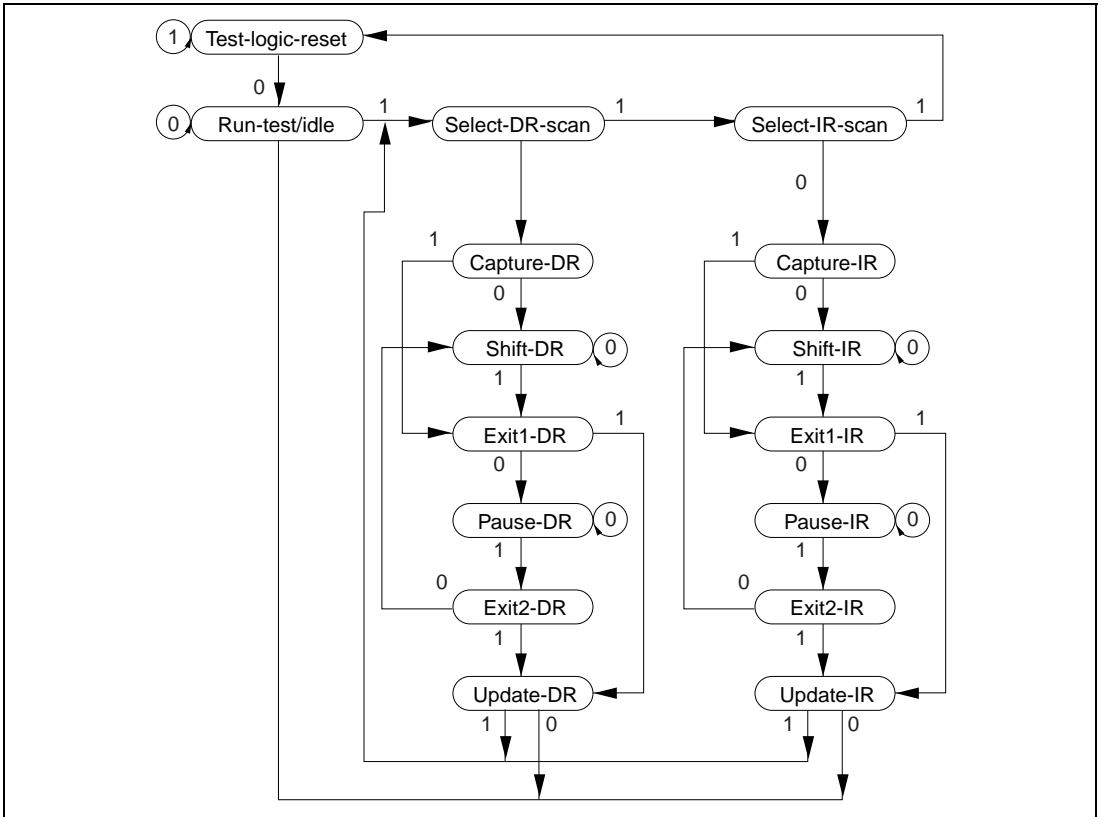 1 Test-logic-reset
0
0 Run-test/idle 1 Select-DR-scan 1 Select-IR-scan 1
0
1 1
Capture-DR Capture-IR
0 0
Shift-DR 0 Shift-IR 0
1 1
Exit1-DR 1 Exit1-IR 1
0 0
Pause-DR 0 Pause-IR 0
1 1
0 Exit2-DR 0 Exit2-IR
1 1
Update-DR Update-IR
1 0 1 0